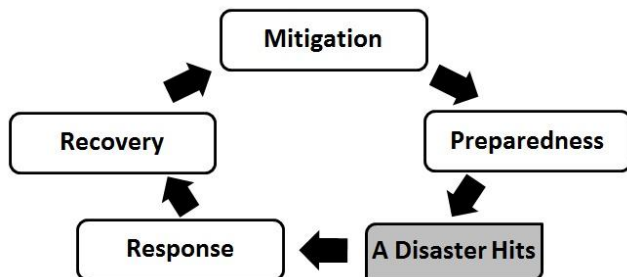 Mitigation
Recovery
Preparedness
Response
A Disaster Hits